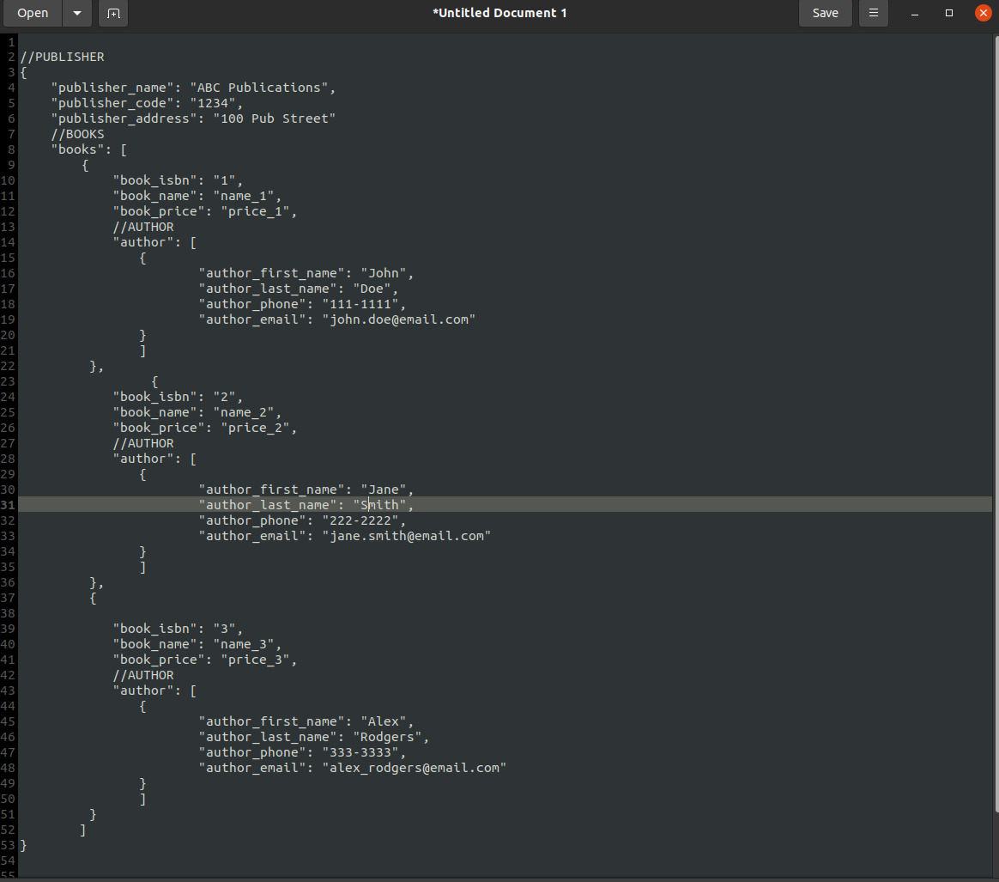 Open
*Untitled Document 1
Save
1
2 //PUBLISHER
3 {
4     "publisher_name": "ABC Publications",
5     "publisher_code": "1234",
6     "publisher_address": "100 Pub Street"
7     //BOOKS
8     "books": [
9         {
10             "book_isbn": "1",
11             "book_name": "name_1",
12             "book_price": "price_1",
13             //AUTHOR
14             "author": [
15                 {
16                         "author_first_name": "John",
17                         "author_last_name": "Doe",
18                         "author_phone": "111-1111",
19                         "author_email": "john.doe@email.com"
20                 }
21                 ]
22          },
23                  {
24             "book_isbn": "2",
25             "book_name": "name_2",
26             "book_price": "price_2",
27             //AUTHOR
28             "author": [
29                 {
30                         "author_first_name": "Jane",
31                         "author_last_name": "Smith",
32                         "author_phone": "222-2222",
33                         "author_email": "jane.smith@email.com"
34                 }
35                 ]
36          },
37          {
38
39             "book_isbn": "3",
40             "book_name": "name_3",
41             "book_price": "price_3",
42             //AUTHOR
43             "author": [
44                 {
45                         "author_first_name": "Alex",
46                         "author_last_name": "Rodgers",
47                         "author_phone": "333-3333",
48                         "author_email": "alex_rodgers@email.com"
49                 }
50                 ]
51          }
52         ]
53 }
54
55